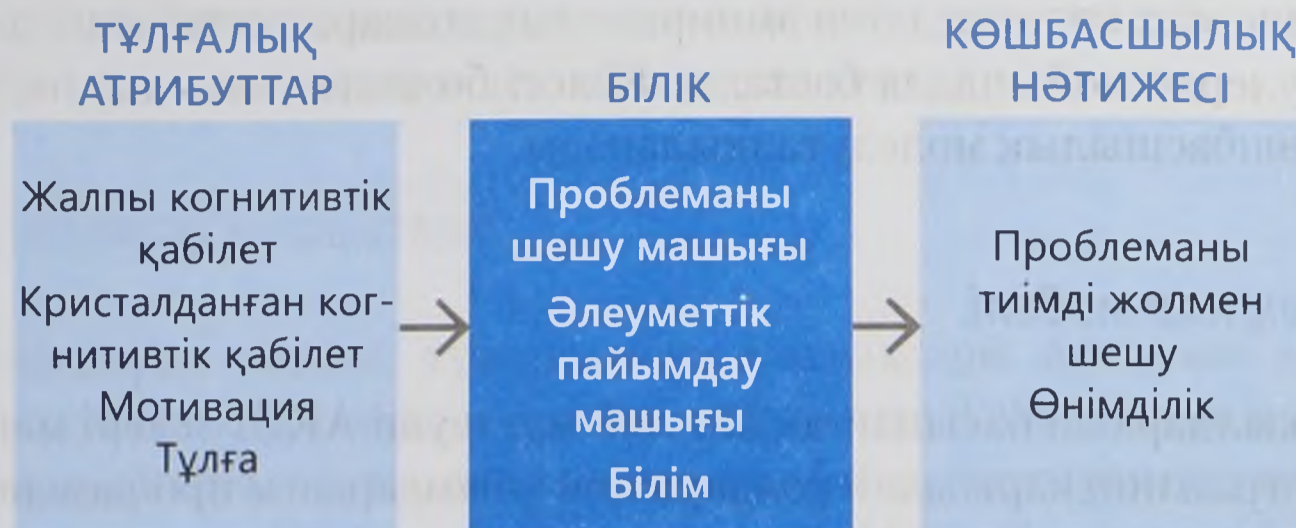 ТҰЛҒАЛЫҚ
АТРИБУТТАР
Жалпы когнитивтік
қабілет
Кристалданған ког-
нитивтік қабілет
Мотивация
Тұлға
БІЛІК
Проблеманы
шешу машығы
Әлеуметтік
пайымдау
машығы
Білім
КӨШБАСШЫЛЫҚ
НӘТИЖЕСІ
Проблеманы
тиімді жолмен
шешу
Өнімділік